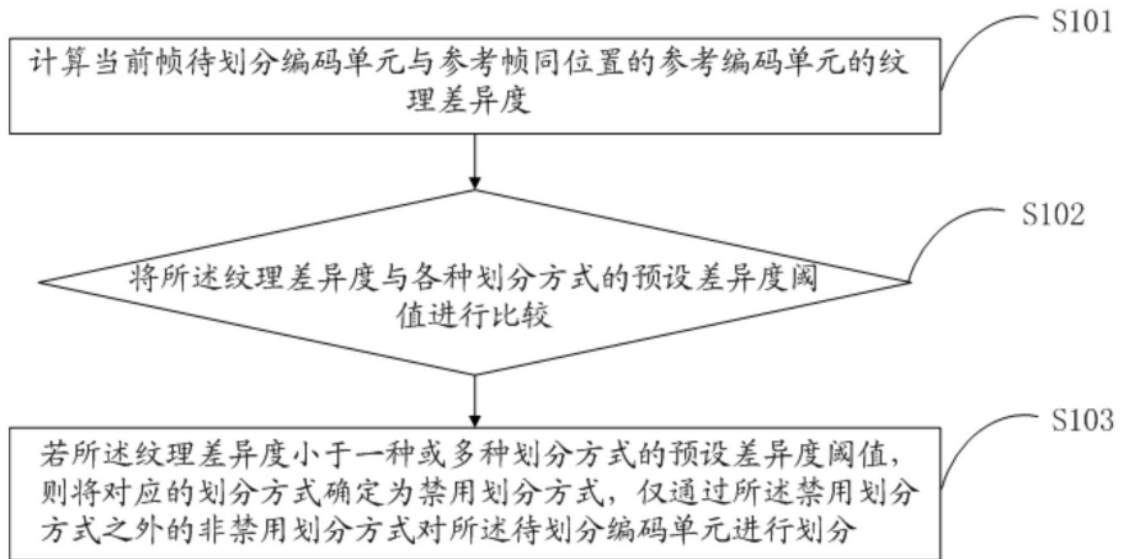 S101
计算当前帧待划分编码单元与参考帧同位置的参考编码单元的纹
理差异度
S102
将所述纹理差异度与各种划分方式的预设差异度阈
值进行比较
S103
若所述纹理差异度小于一种或多种划分方式的预设差异度阈值，
则将对应的划分方式确定为禁用划分方式，仅通过所述禁用划分
方式之外的非禁用划分方式对所述待划分编码单元进行划分